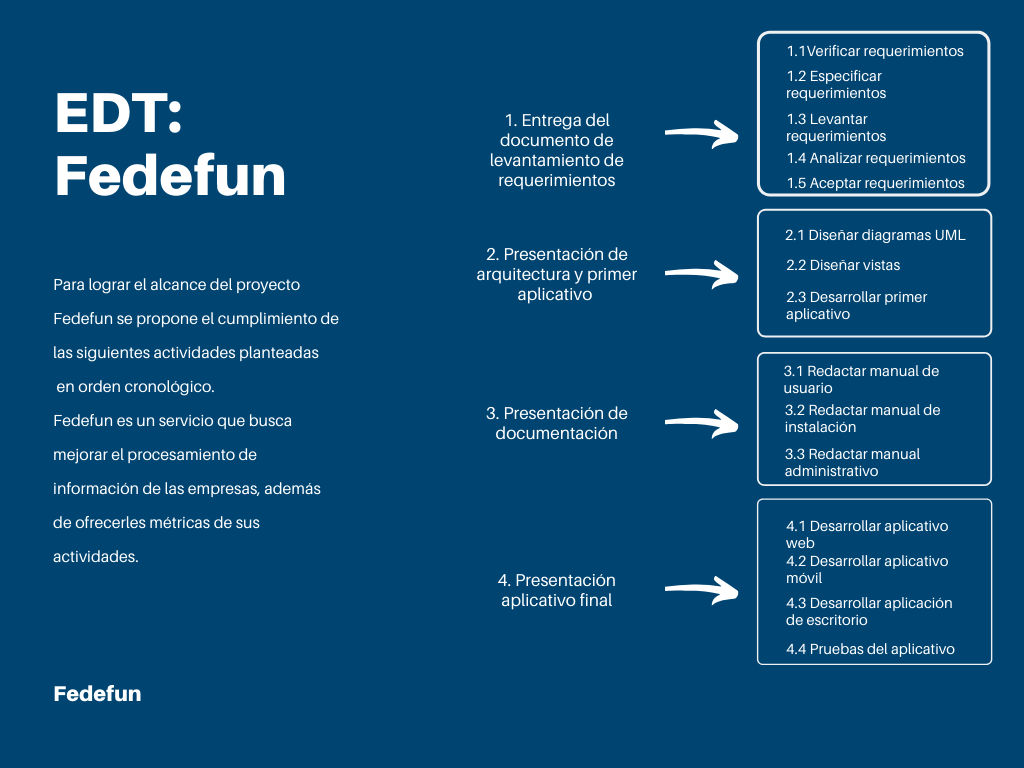 EDT:
Fedefun
Para lograr el alcance del proyecto
Fedefun se propone el cumplimiento de
las siguientes actividades planteadas
en orden cronológico.
Fedefun es un servicio que busca
mejorar el procesamiento de
información de las empresas, además
de ofrecerles métricas de sus
actividades.
Fedefun
1. Entrega del
documento de
levantamiento de
requerimientos
1.1Verificar requerimientos
1.2 Especificar
requerimientos
1.3 Levantar
requerimientos
1.4 Analizar requerimientos
1.5 Aceptar requerimientos
2. Presentación de
arquitectura y primer
aplicativo
2.1 Diseñar diagramas UML
2.2 Diseñar vistas
2.3 Desarrollar primer
aplicativo
3. Presentación de
documentación
3.1 Redactar manual de
usuario
3.2 Redactar manual de
instalación
3.3 Redactar manual
administrativo
4. Presentación
aplicativo final
4.1 Desarrollar aplicativo
web
4.2 Desarrollar aplicativo
móvil
4.3 Desarrollar aplicación
de escritorio
4.4 Pruebas del aplicativo